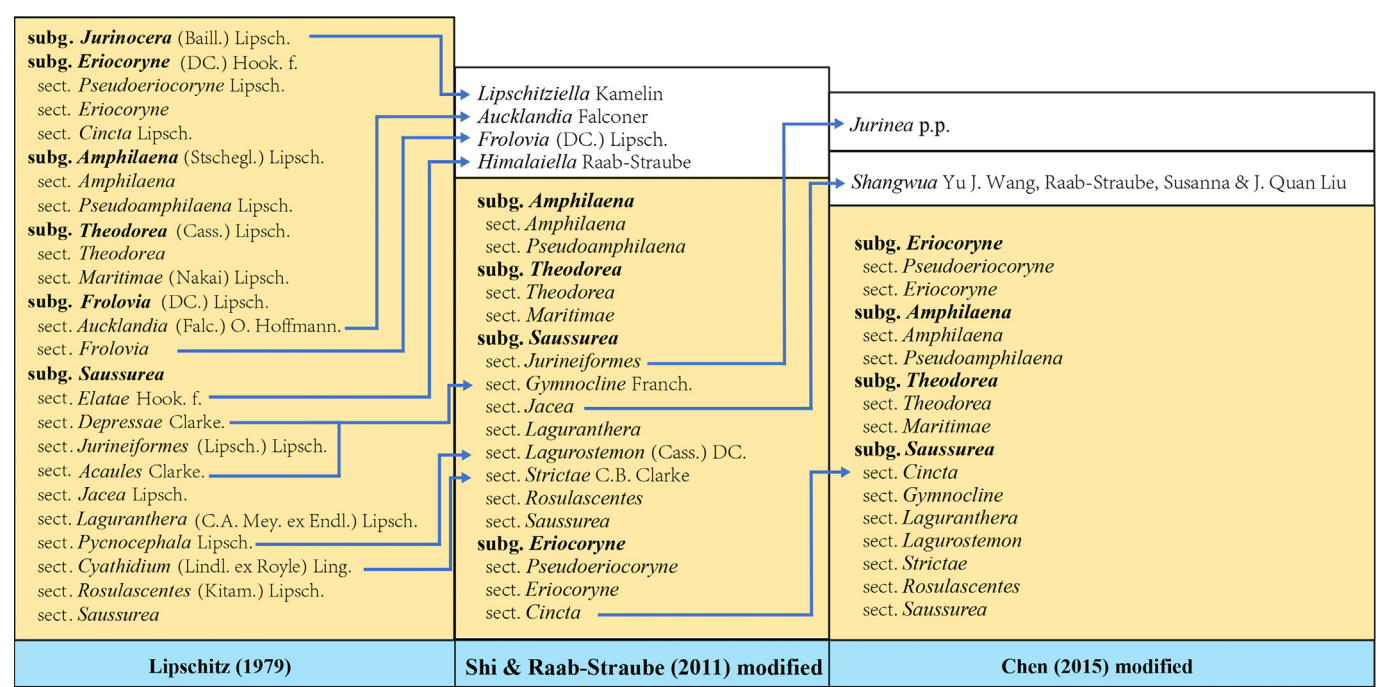 subg. Jurinocera (Baill.) Lipsch.
subg. Eriocoryne (DC.) Hook. f.
sect. Pseudoeriocoryne Lipsch.
sect. Eriocoryne
sect. Cincta Lipsch.
subg. Amphilaena (Stschegl.) Lipsch.
sect. Amphilaena
sect. Pseudoamphilaena Lipsch.
subg. Theodorea (Cass.) Lipsch.
sect. Theodorea
sect. Maritimae (Nakai) Lipsch.
subg. Frolovia (DC.) Lipsch.
sect. Aucklandia (Falc.) O. Hoffmann.
sect. Frolovia
subg. Saussurea
sect. Elatae Hook. f.
sect. Depressae Clarke.
sect. Jurineiformes (Lipsch.) Lipsch.
sect. Acaules Clarke.
sect. Jacea Lipsch.
sect. Laguranthera (C.A. Mey. ex Endl.) Lipsch.
sect. Pycnocephala Lipsch.
sect. Cyathidium (Lindl. ex Royle) Ling.
sect. Rosulascentes (Kitam.) Lipsch.
sect. Saussurea
Lipschitz (1979)
Lipschitziella Kamelin
Aucklandia Falconer
Frolovia (DC.) Lipsch.
Himalaiella Raab-Straube
subg. Amphilaena
sect. Amphilaena
sect. Pseudoamphilaena
subg. Theodorea
sect. Theodorea
sect. Maritimae
subg. Saussurea
sect. Jurineiformes
sect. Gymnocline Franch.
sect. Jacea
sect. Laguranthera
sect. Lagurostemon (Cass.) DC.
sect. Strictae C.B. Clarke
sect. Rosulascentes
sect. Saussurea
subg. Eriocoryne
sect. Pseudoeriocoryne
sect. Eriocoryne
sect. Cincta
Shi & Raab-Straube (2011) modified
Jurinea p.p.
Shangwua Yu J. Wang, Raab-Straube, Susanna & J. Quan Liu
subg. Eriocoryne
sect. Pseudoeriocoryne
sect. Eriocoryne
subg. Amphilaena
sect. Amphilaena
sect. Pseudoamphilaena
subg. Theodorea
sect. Theodorea
sect. Maritimae
subg. Saussurea
sect. Cincta
sect. Gymnocline
sect. Laguranthera
sect. Lagurostemon
sect. Strictae
sect. Rosulascentes
sect. Saussurea
Chen (2015) modified